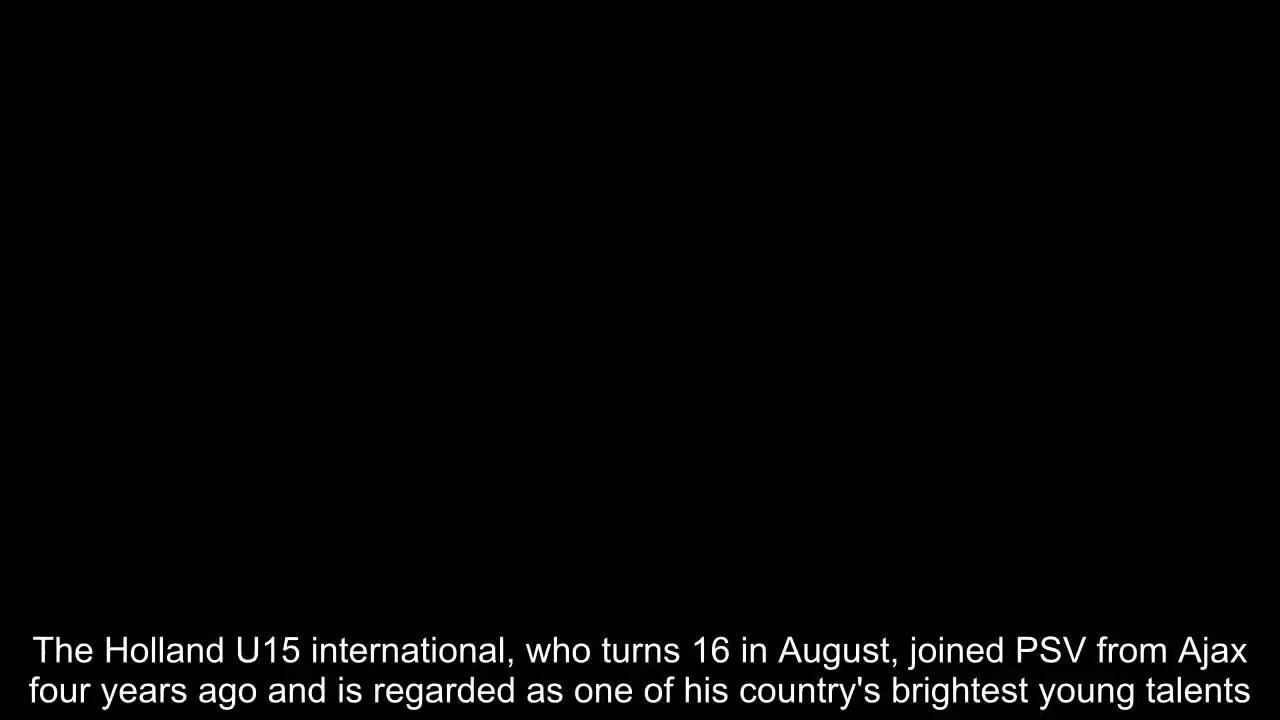 The Holland U15 international, who turns 16 in August, joined PSV from Ajax
four years ago and is regarded as one of his country's brightest young talents